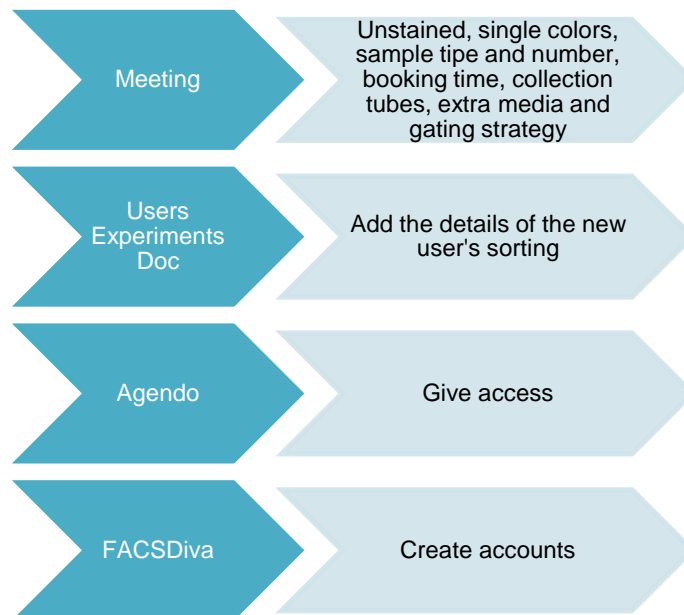 Meeting
Unstained, single colors,
sample tipe and number,
booking time, collection
tubes, extra media and
gating strategy
Users
Experiments
Doc
Add the details of the new
user's sorting
Agendo
Give access
FACSDiva
Create accounts